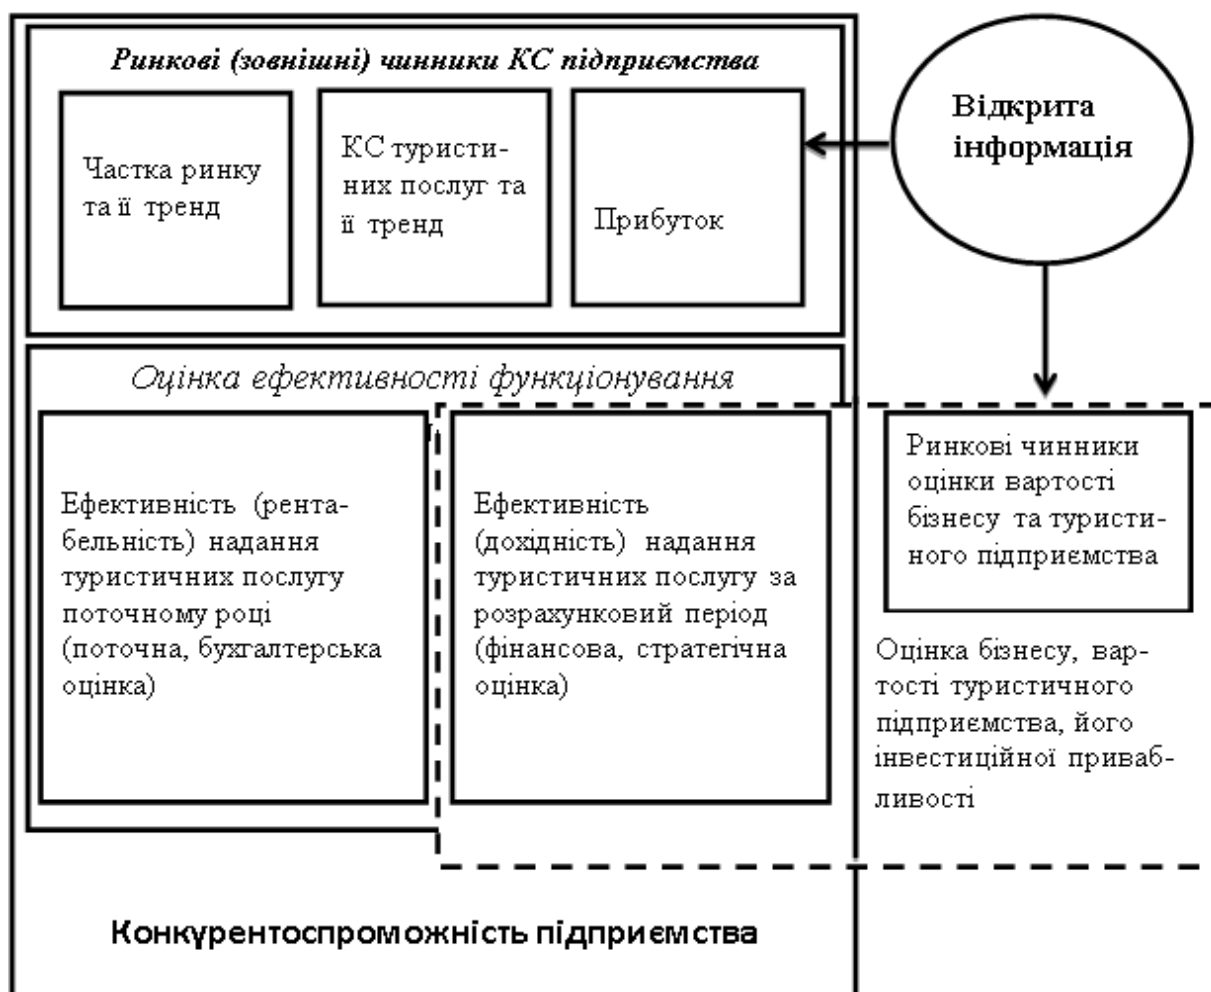 Ринкові (зовнішні) чинники КС підприємства
Частка ринку
та її тренд
КС туристи-
них послуг та
її тренд
Прибуток
Відкрита
інформація
Оцінка ефективності функціонування
Ефективність (рента-
бельність) надання
туристичних послугу
поточному році
(поточна, бухгалтерська
оцінка)
Ефективність
(дохідність) надання
туристичних послугу за
розрахунковий період
(фінансова, стратегічна
оцінка)
Ринкові чинники
оцінки вартості
бізнесу та туристи-
ного підприємства
Оцінка бізнесу, вар-
тості туристичного
підприємства, його
інвестиційної приваб-
ливості
Конкурентоспроможність підприємства